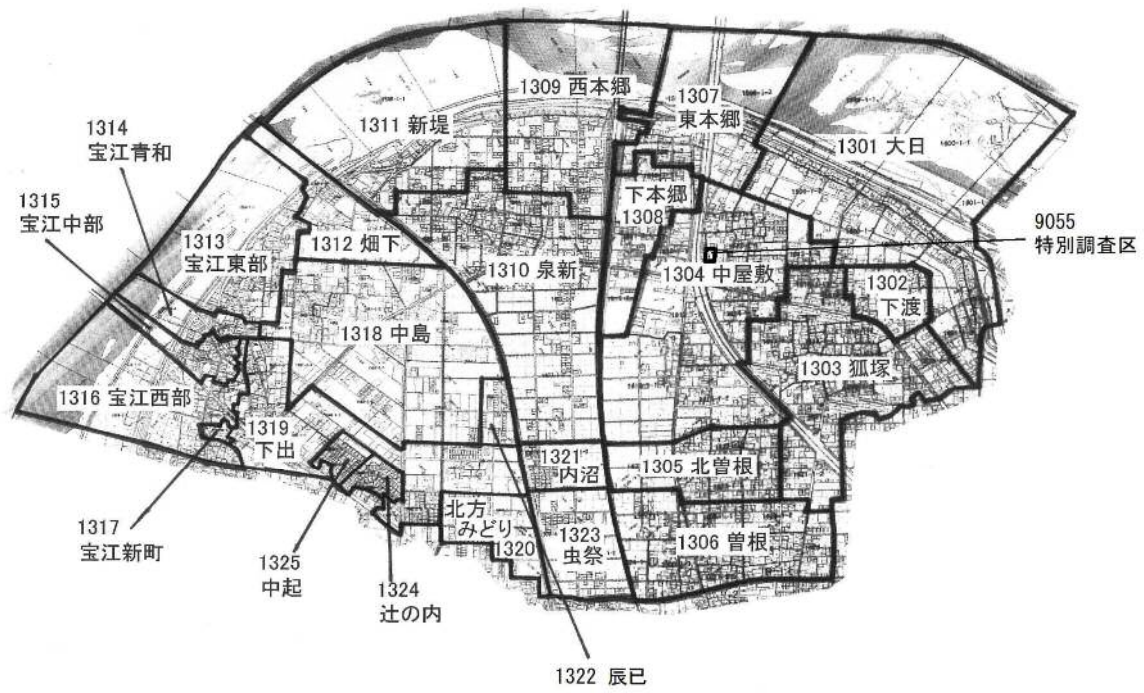 1309 西本郷
1307
東本郷
1311 新堤
1314
宝江青和
1301 大日
1315
宝江中部
下本郷
1308
9055
特別調査区
1313
宝江東部
1312 畑下
1310 泉新
1304 中屋敷
1302
下渡
1318 中島
1303 狐塚
1316 宝江西部
1319
下出
1321
内沼
1305 北曽根
北方
みどり
1320
1323
虫祭
1306 曽根
1317
宝江新町
1325
中起
1324
辻の内
1322 辰已